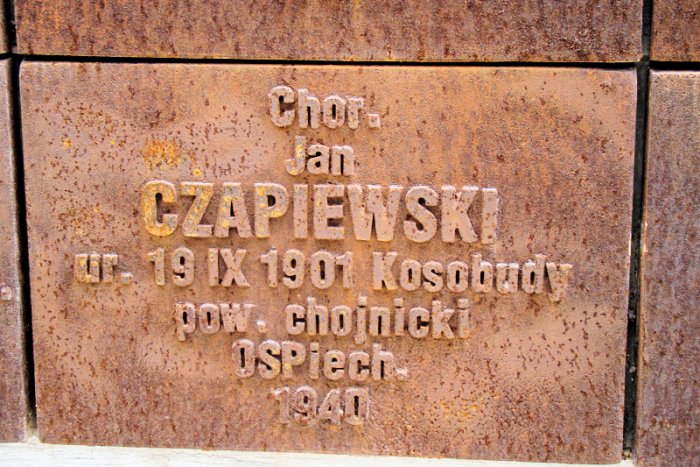 Chor.
Jan
CZAPIEWSKI
ur. 19 IX 1901 Kosobudy
pow. chojnicki
OSPiech.
1940